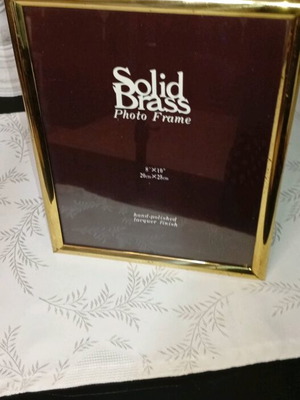 Solid
Brass
Photo Frame
hand-polished
lacquer finish